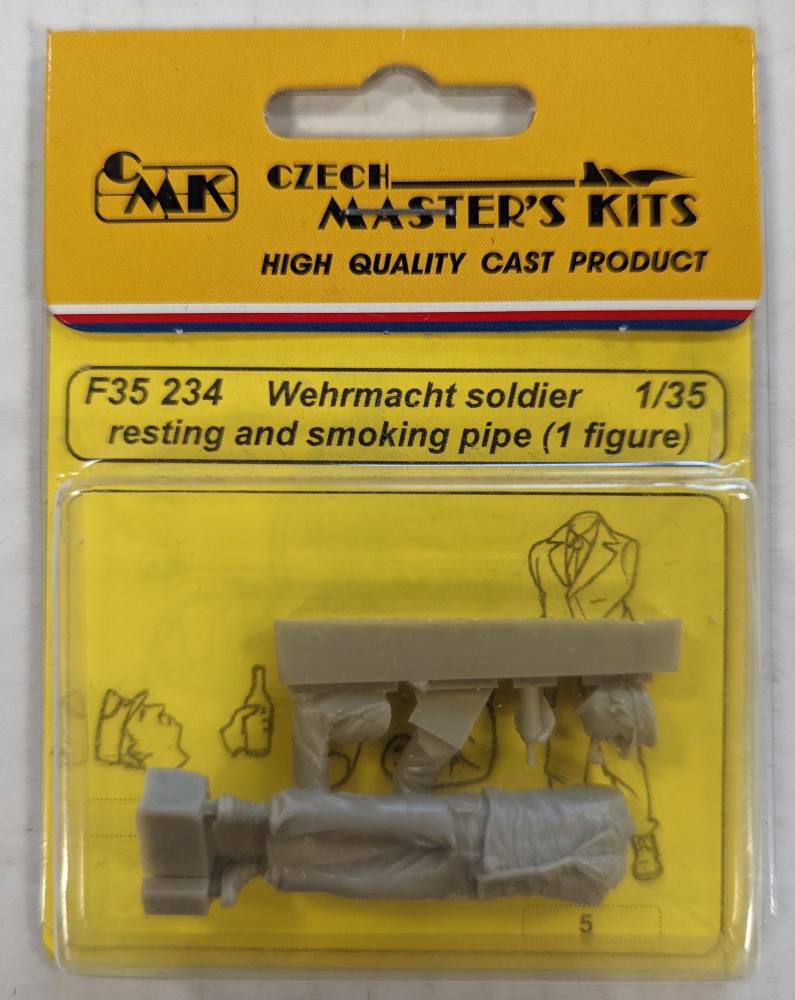 CMK
CZECH
MASTER'S KITS
HIGH QUALITY CAST PRODUCT
F35 234 Wehrmacht soldier 1/35
resting and smoking pipe (1 figure)
5